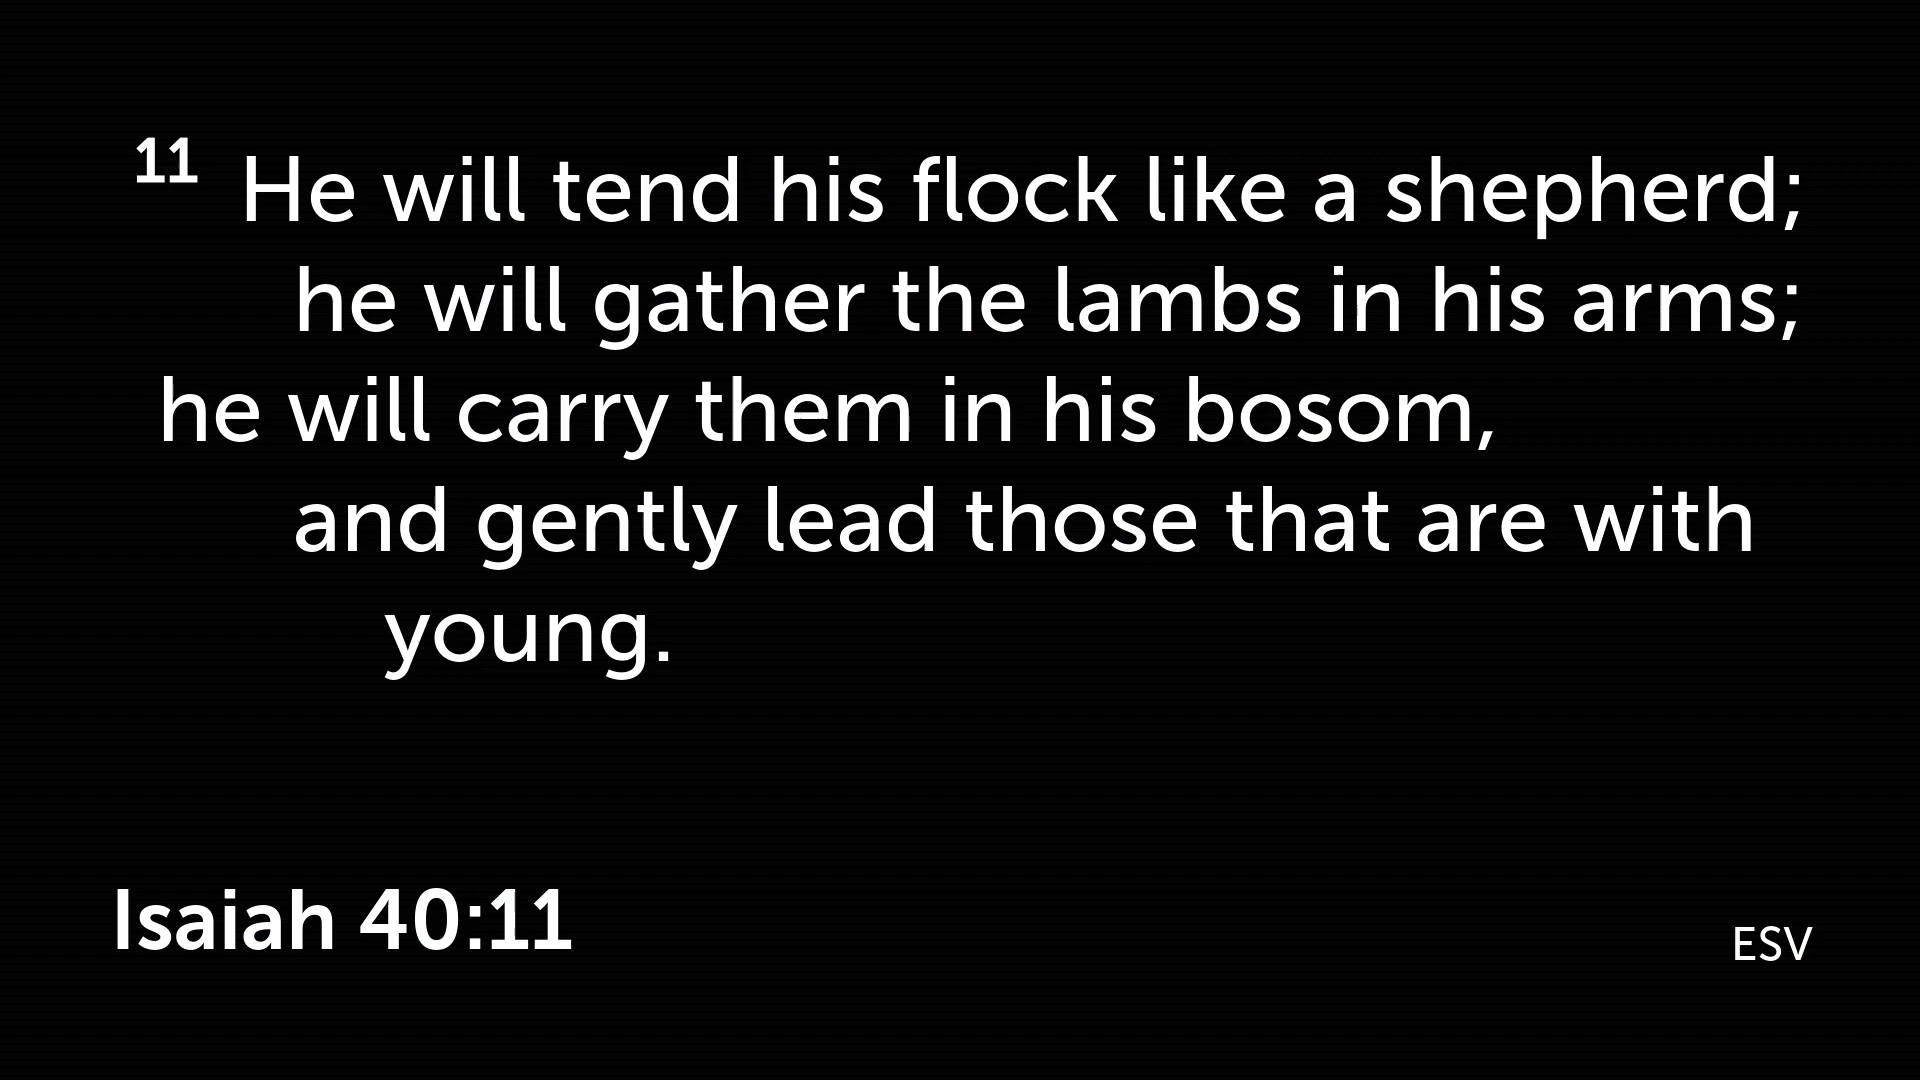 11 He will tend his flock like a shepherd;
he will gather the lambs in his arms;
he will carry them in his bosom,
and gently lead those that are with
young.
Isaiah 40:11
ESV